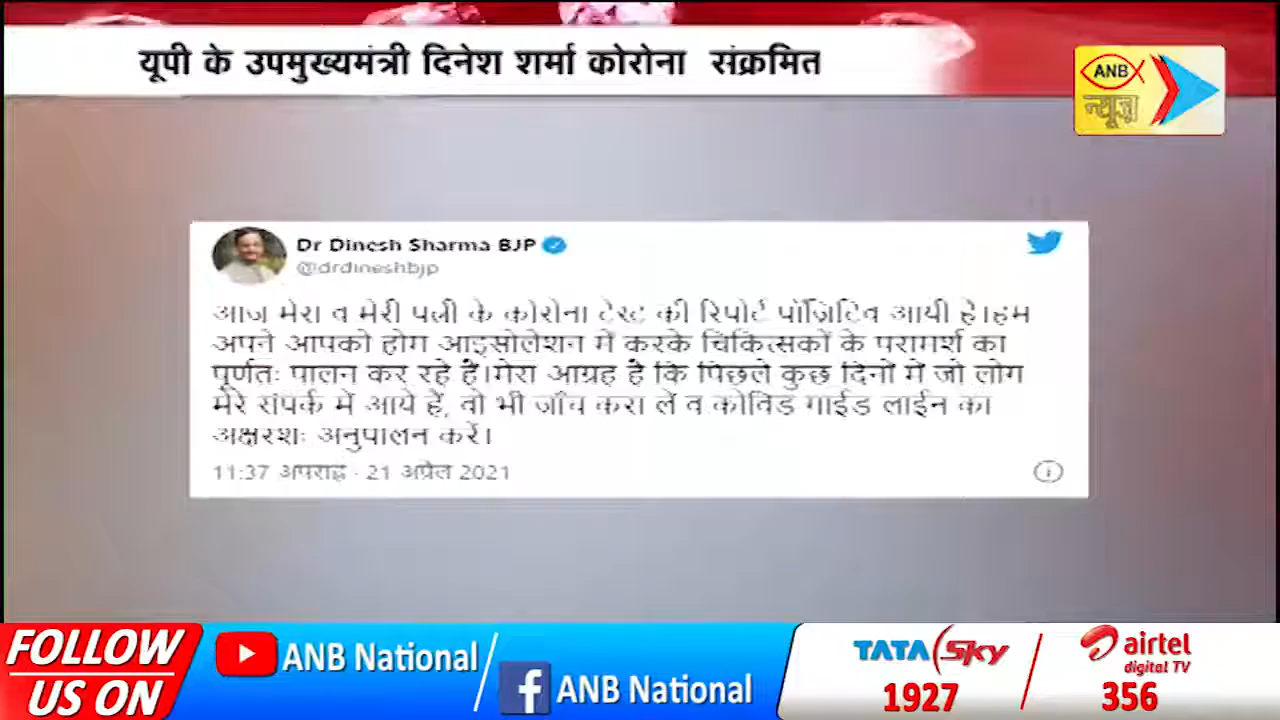 यूपी के उपमुख्यमंत्री दिनेश शर्मा कोरोना संक्रमित
ANB
न्यूज़
Dr Dinesh Sharma BJP
@drdineshbjp
आज मेरा व मेरी पत्नी के कोरोना टेस्ट की रिपोर्ट पॉज़िटिव आयी है।हम
अपने आपको होम आइसोलेशन में करके चिकित्सकों के परामर्श का
पूर्णतः पालन कर रहे हैं।मेरा आग्रह है कि पिछले कुछ दिनों में जो लोग
मेरे संपर्क में आये हैं, वो भी जाँच करा लें व कोविड गाईड लाईन का
अक्षरशः अनुपालन करें।
11:37 अपराह्न · 21 अप्रैल 2021
FOLLOW
US ON
ANB National
ANB National
TATA Sky
1927
airtel
digital TV
356